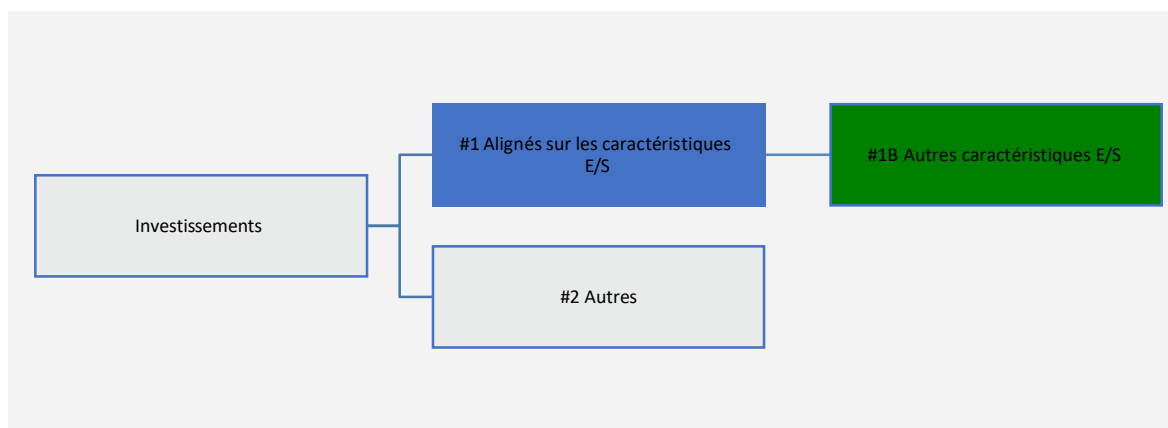 #1 Alignés sur les caractéristiques
E/S
#1B Autres caractéristiques E/S
Investissements
#2 Autres